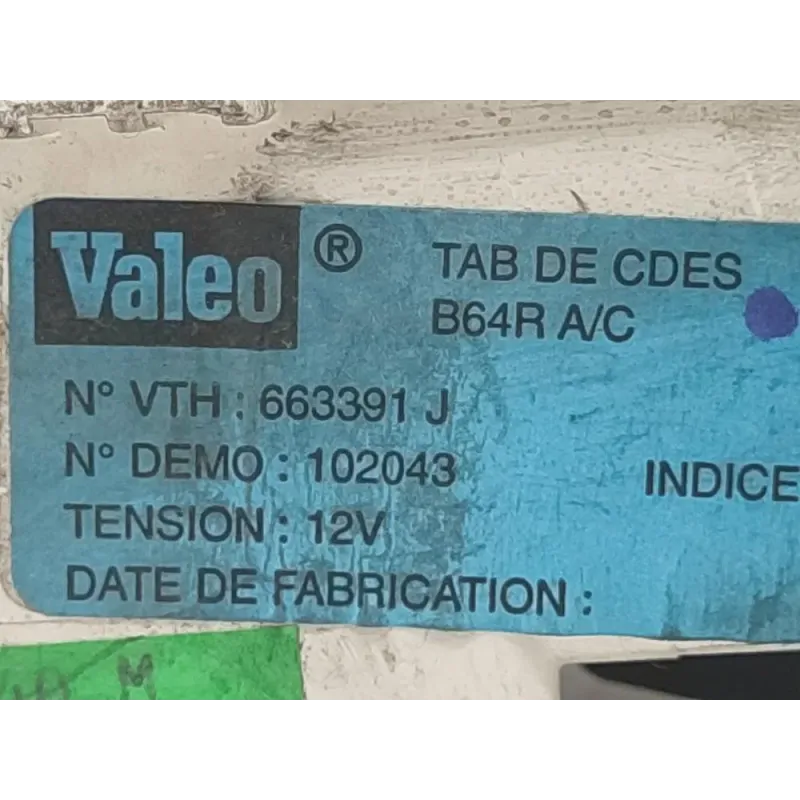 Valeo ® TAB DE CDES
B64R A/C
N° VTH : 663391 J
N° DEMO : 102043 INDICE
TENSION : 12V
DATE DE FABRICATION :
M